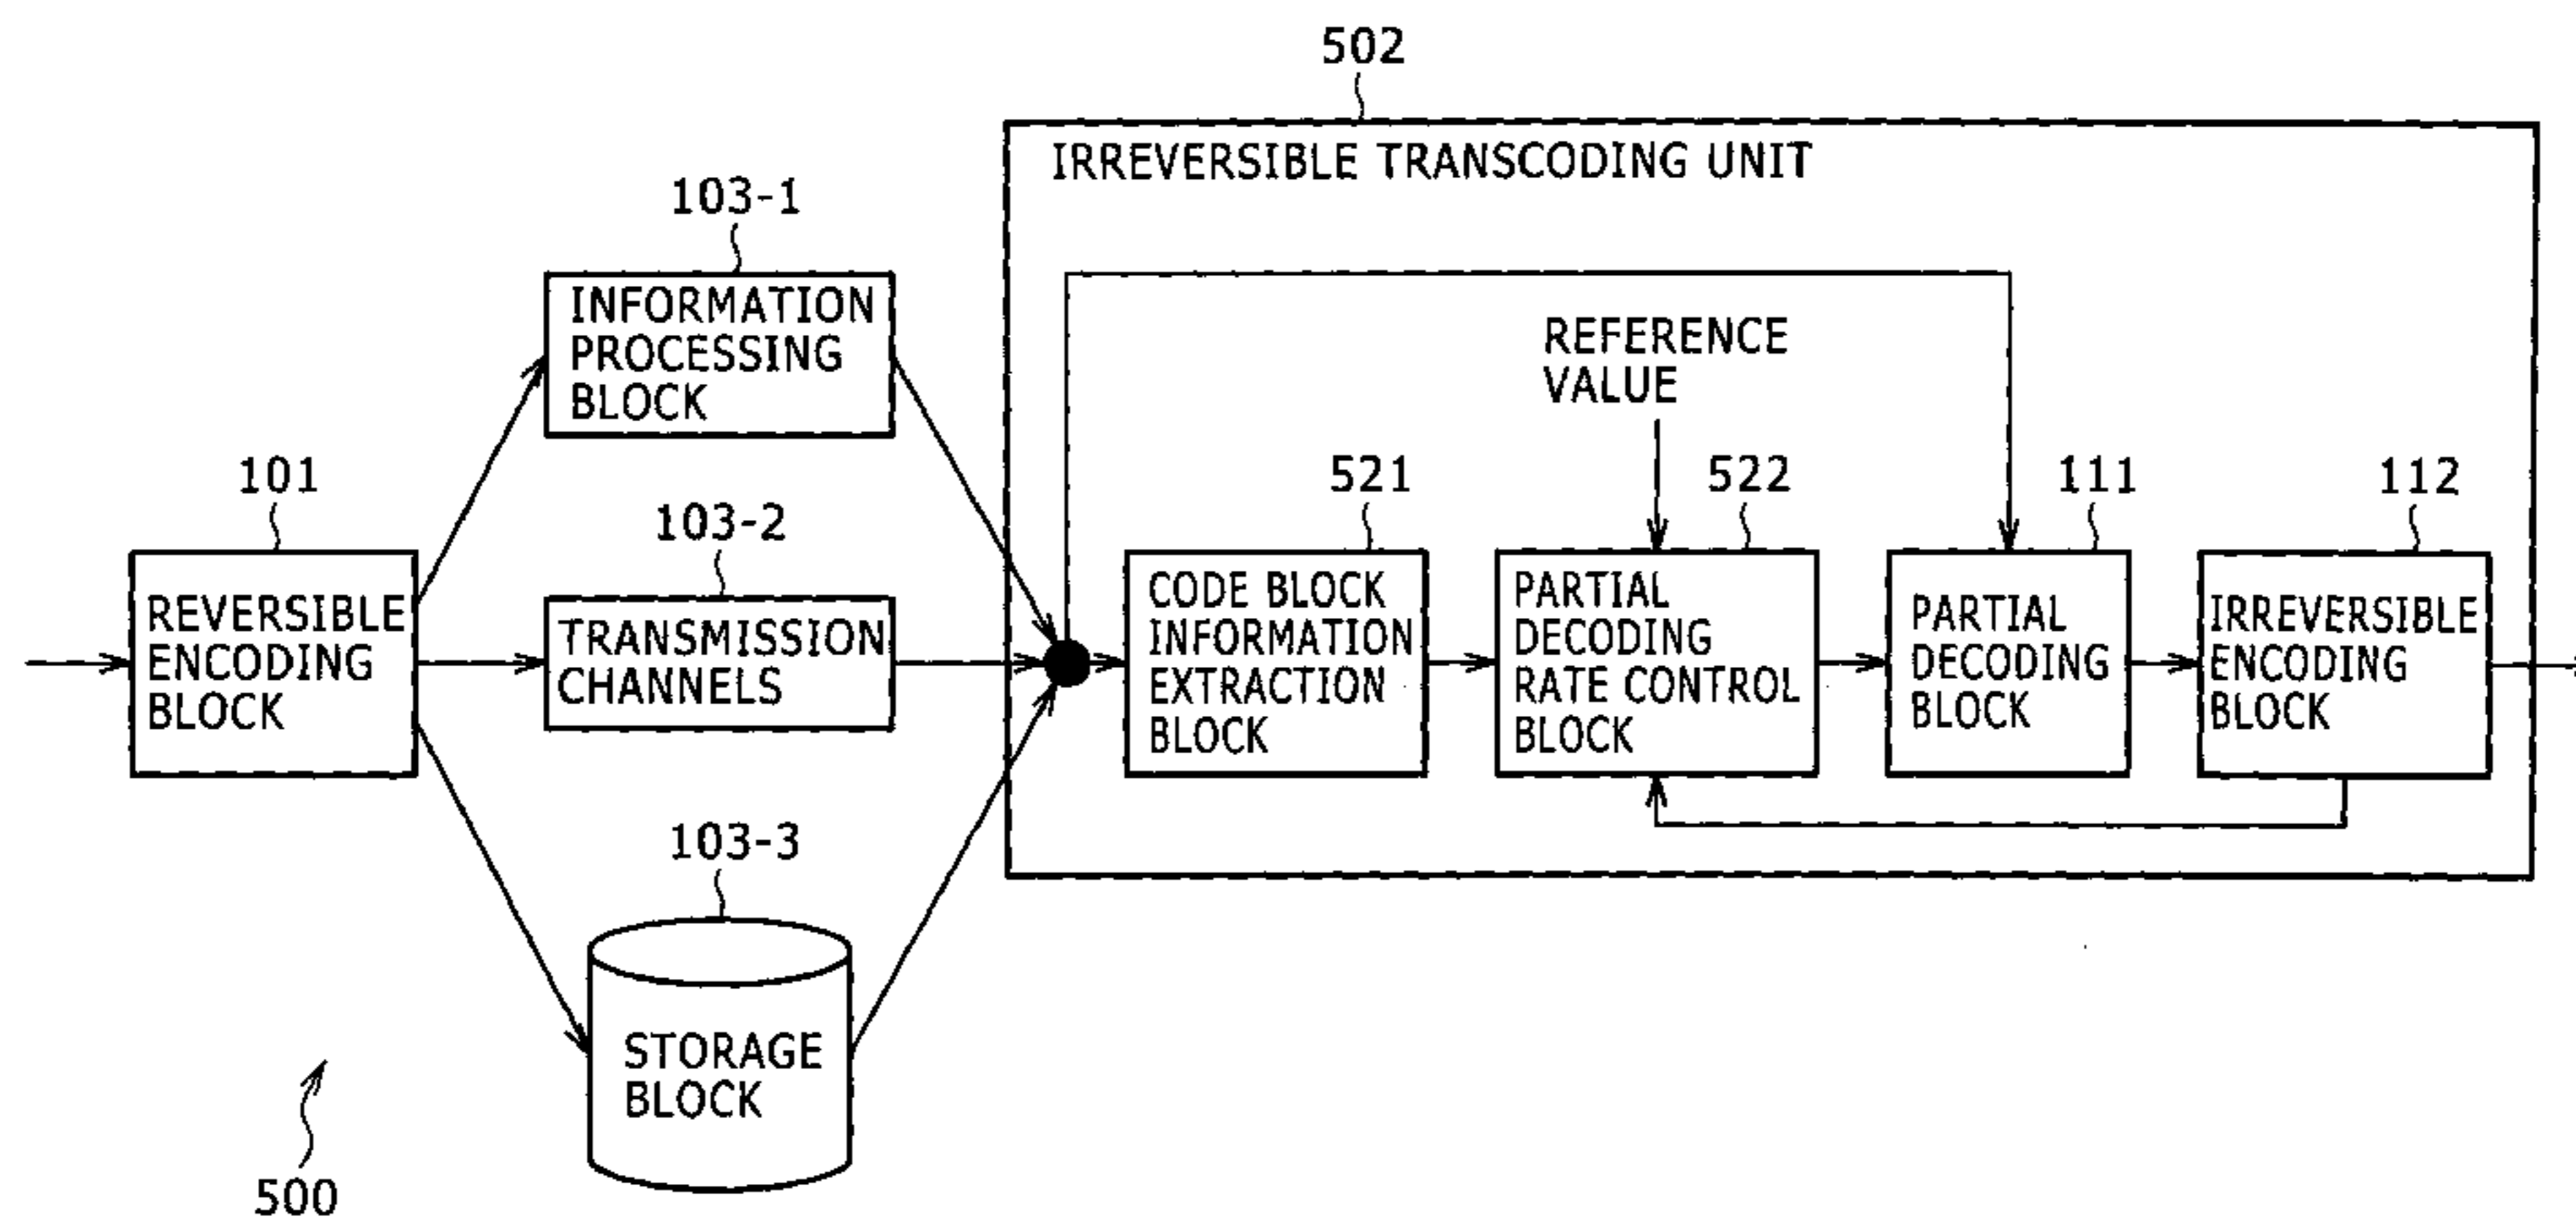 502
IRREVERSIBLE TRANSCODING UNIT
103-1
INFORMATION
PROCESSING
BLOCK
REFERENCE
VALUE
101
REVERSIBLE
ENCODING
BLOCK
103-2
TRANSMISSION
CHANNELS
521
CODE BLOCK
INFORMATION
EXTRACTION
BLOCK
522
PARTIAL
DECODING
RATE CONTROL
BLOCK
111
PARTIAL
DECODING
BLOCK
112
IRREVERSIBLE
ENCODING
BLOCK
103-3
STORAGE
BLOCK
500